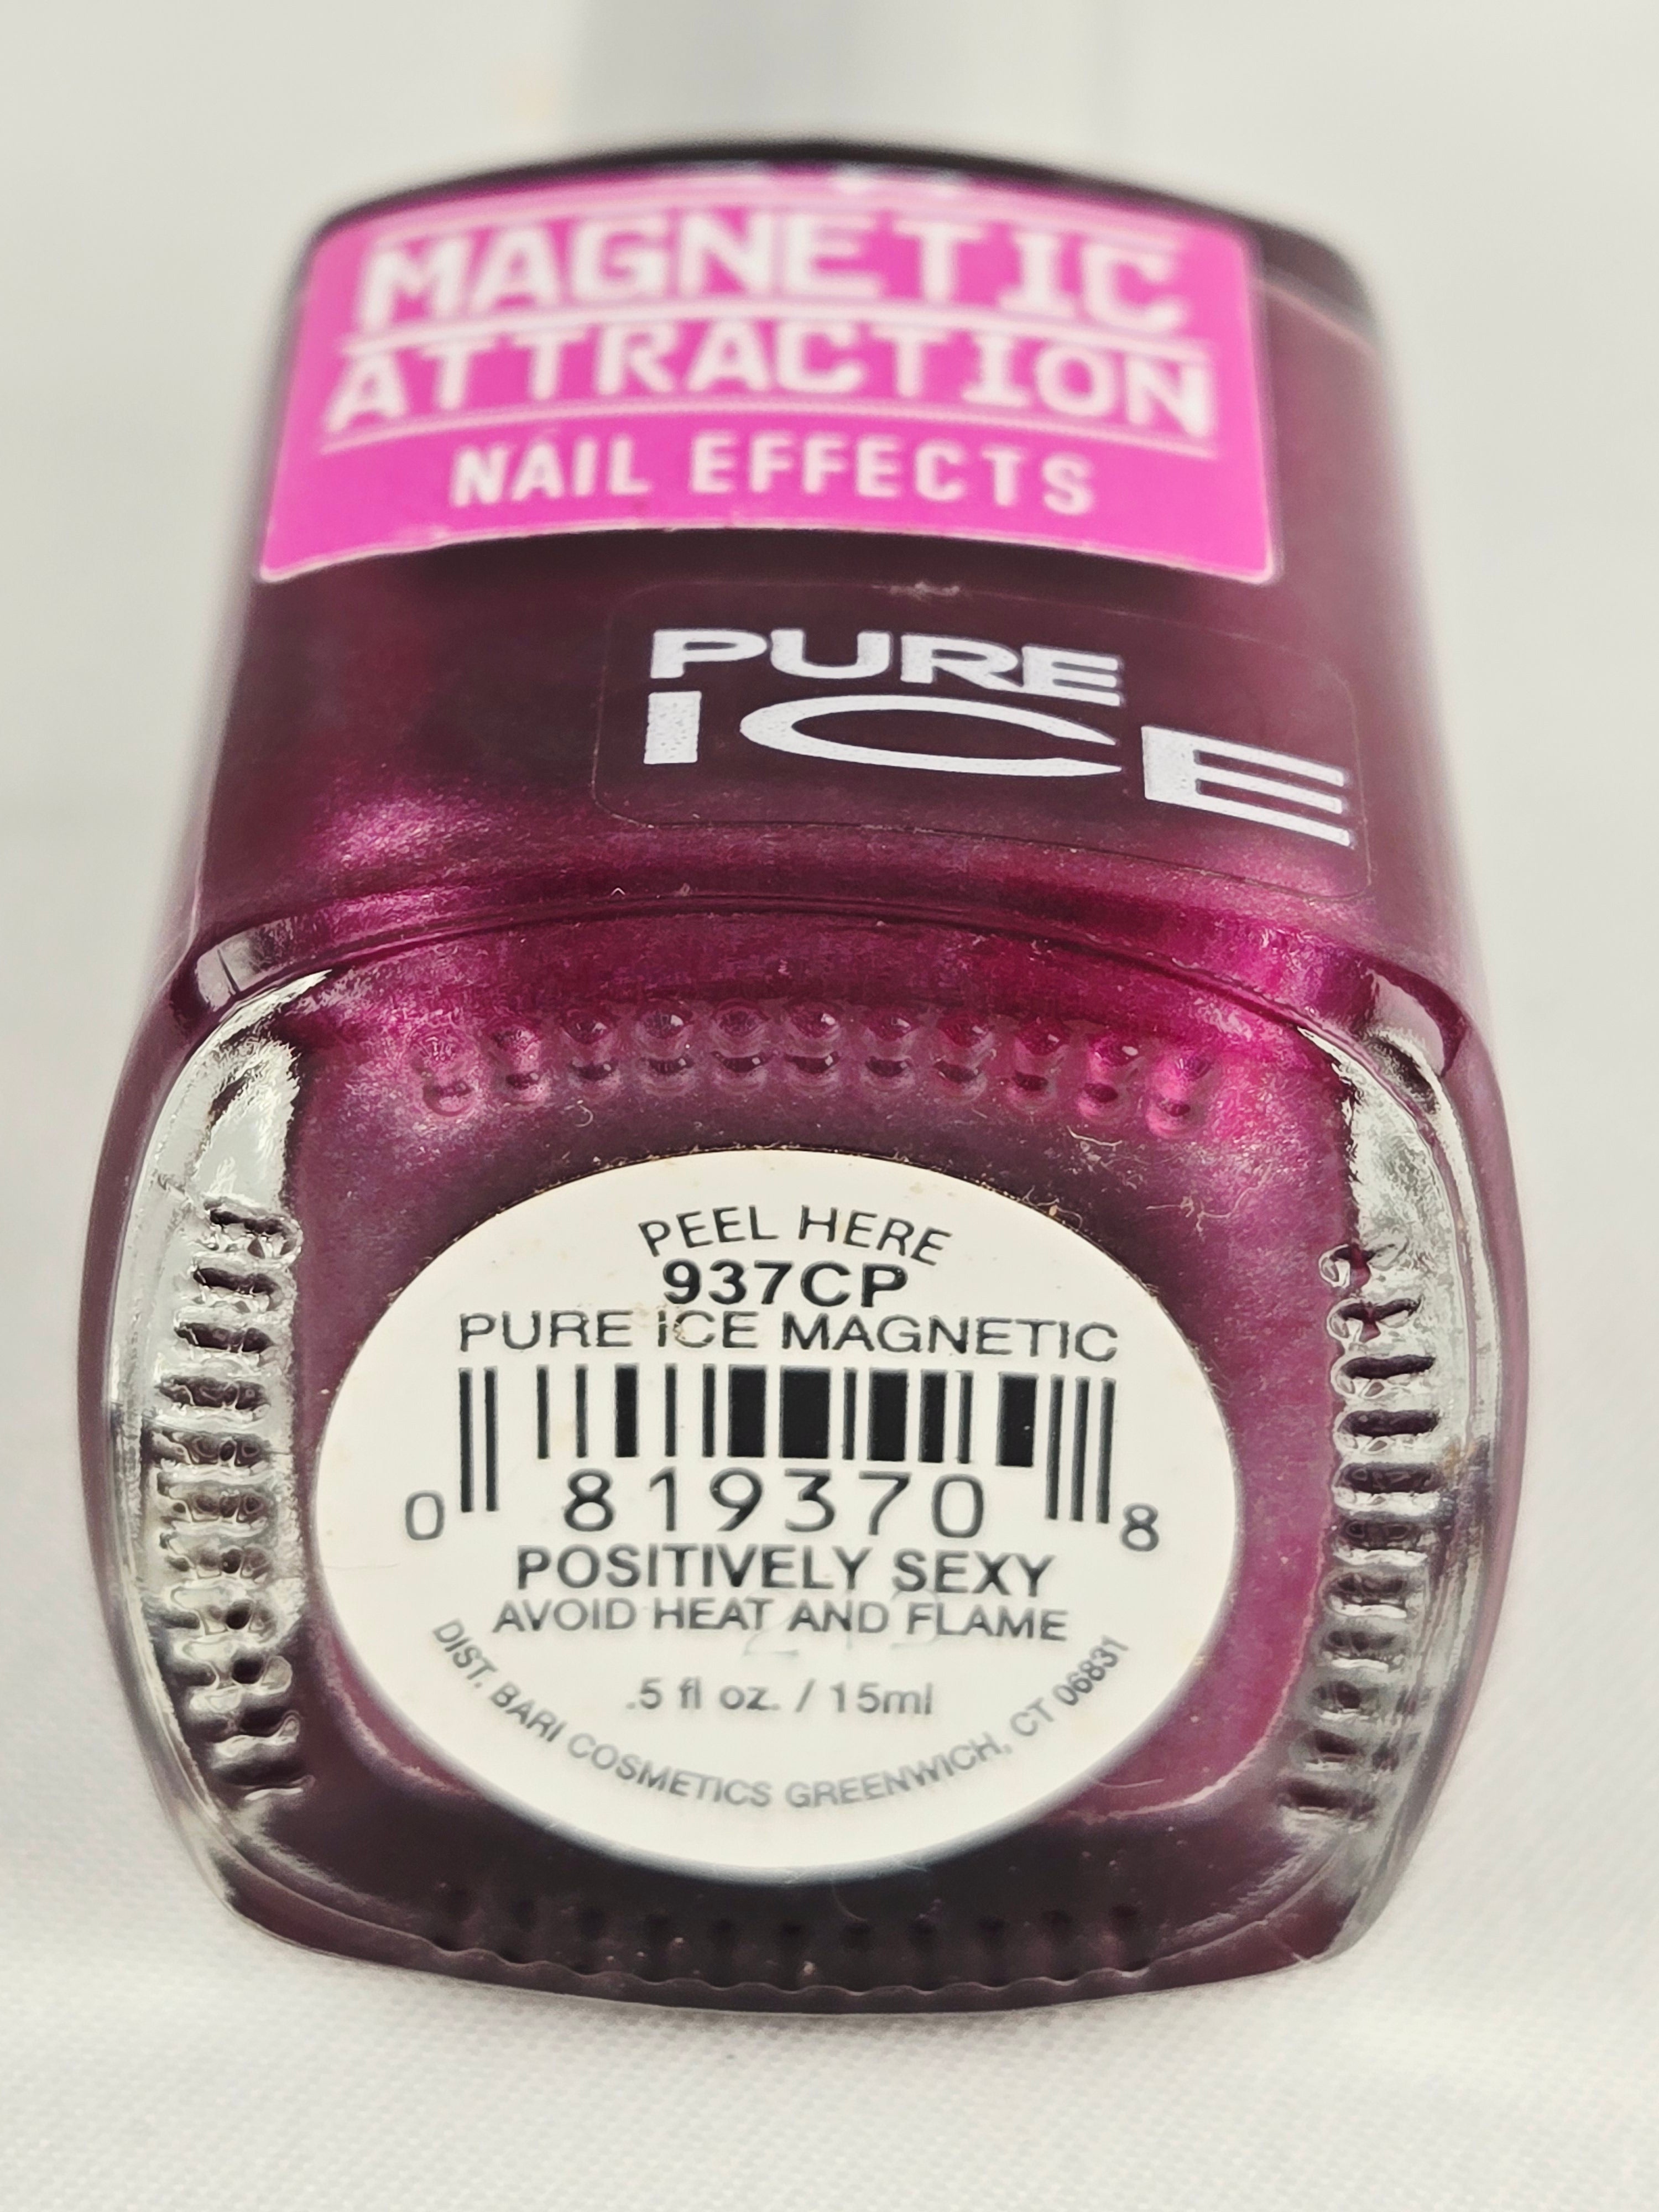 MAGNETIC
ATTRACTION
NAIL EFFECTS
PURE
ICE
PEEL HERE
937CP
PURE ICE MAGNETIC
0 819370 8
POSITIVELY SEXY
AVOID HEAT AND FLAME
.5 fl oz. / 15ml
DIST. BARI COSMETICS GREENWICH, CT 06831